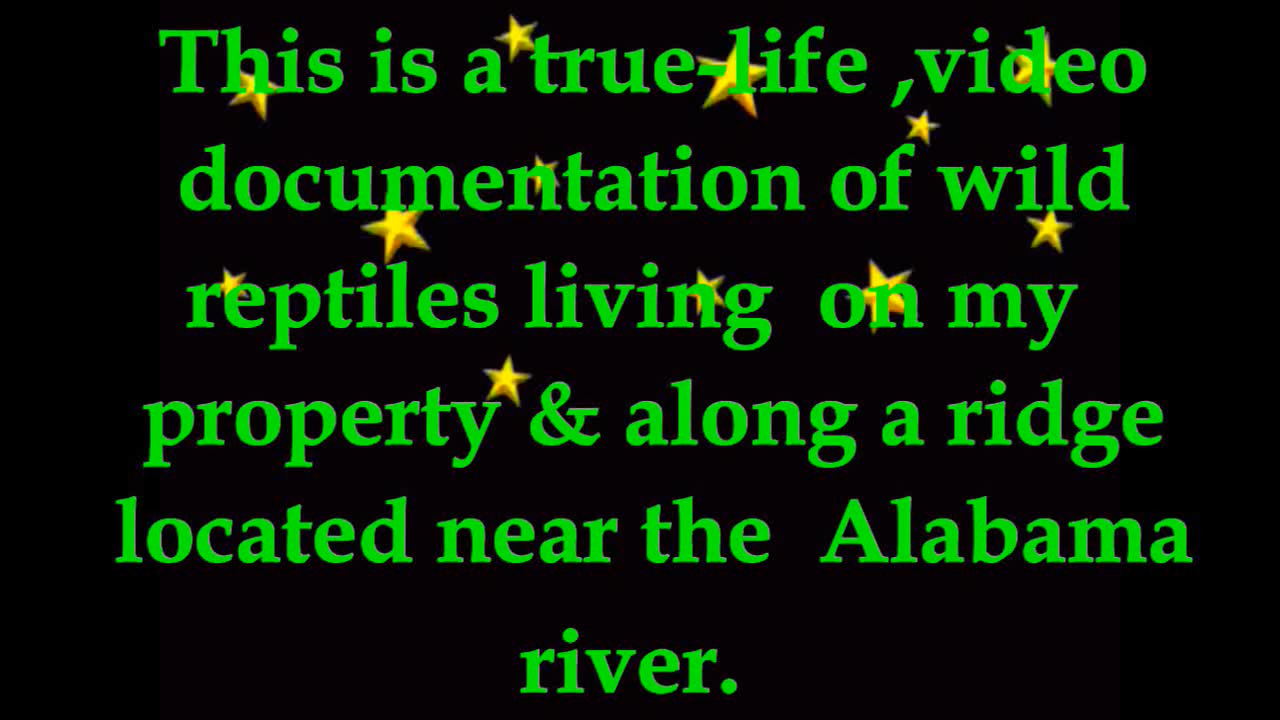 This is a true-life ,video
documentation of wild
reptiles living  on my
property & along a ridge
located near the  Alabama
river.